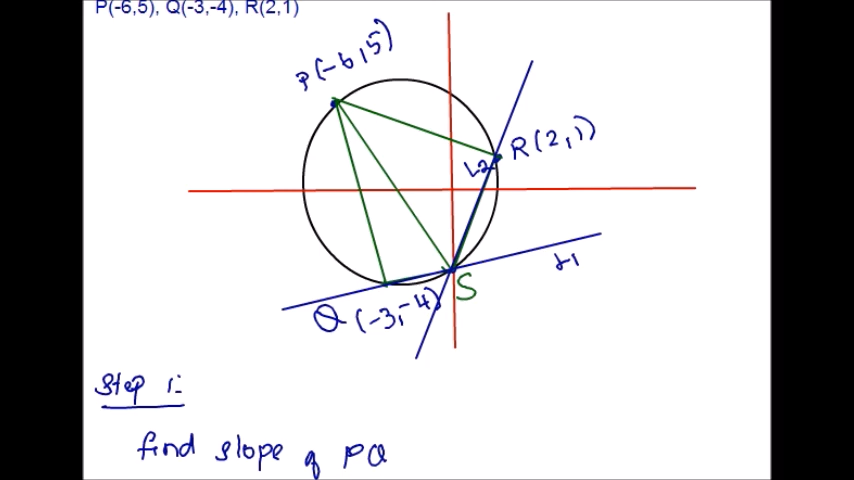 P(-6,5), Q(-3,-4), R(2,1)
P(-6,5)
R(2,1)
L2
L1
S
Q(-3,-4)
Step 1:
find slope of PQ